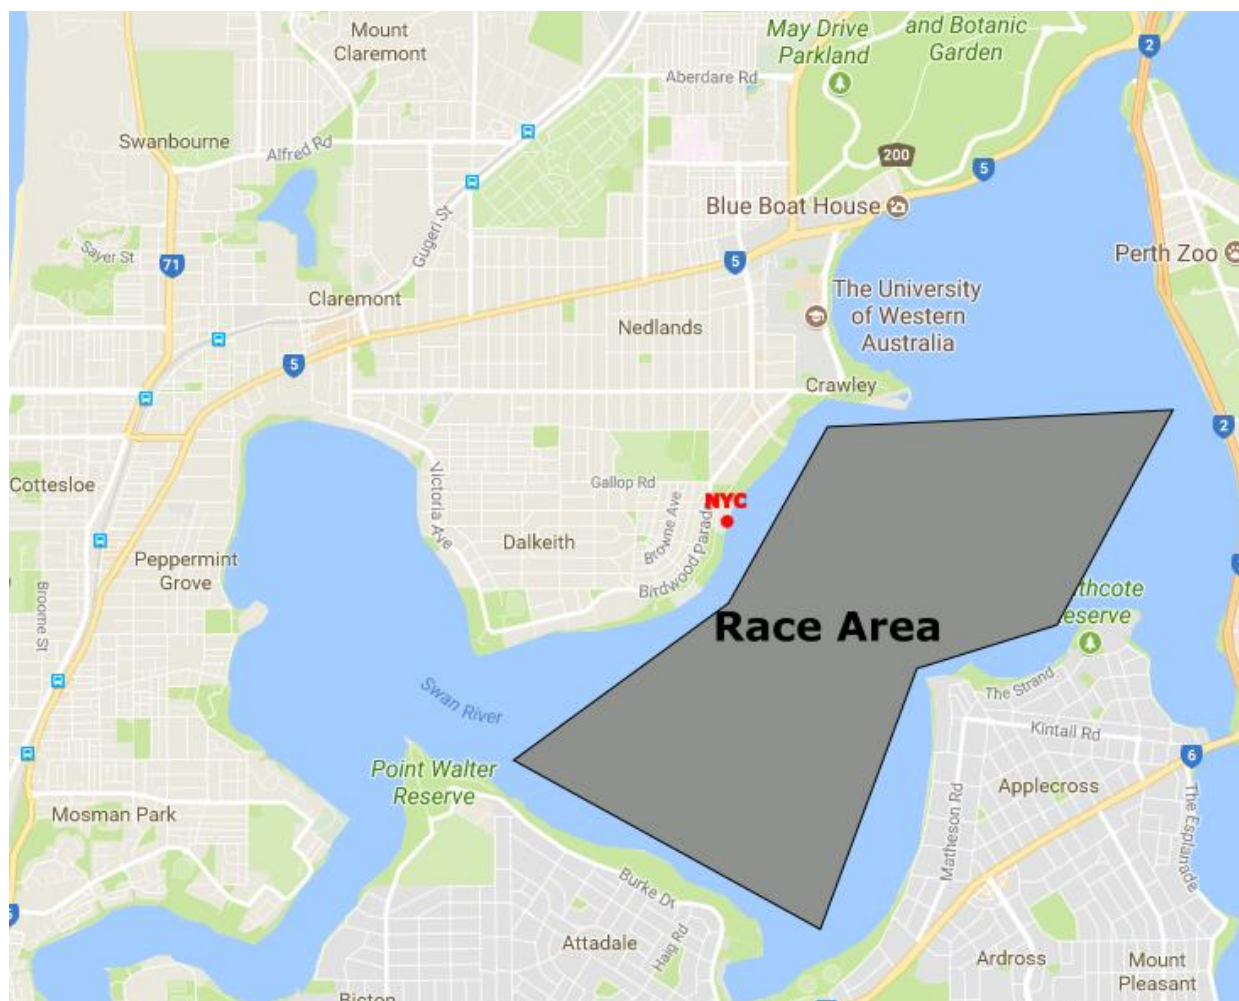 Mount
Claremont
May Drive
Parkland
and Botanic
Garden
2
Aberdare Rd
Swanbourne
Alfred Rd
200
5
Blue Boat House
Gugeri St
Sayer St
71
5
Perth Zoo
Claremont
The University
of Western
Australia
Nedlands
5
Crawley
2
Cottesloe
Victoria Ave
Gallop Rd
NYC
Browne Ave
Dalkeith
Birdwood Parade
Peppermint
Grove
Broome St
Race Area
thcote
eserve
Swan River
The Strand
Kintail Rd
6
Point Walter
Reserve
Applecross
Matheson Rd
The Esplanade
Mosman Park
Burke Dr
Attadale
Haig Rd
Ardross
Mount
Pleasant
Bicton